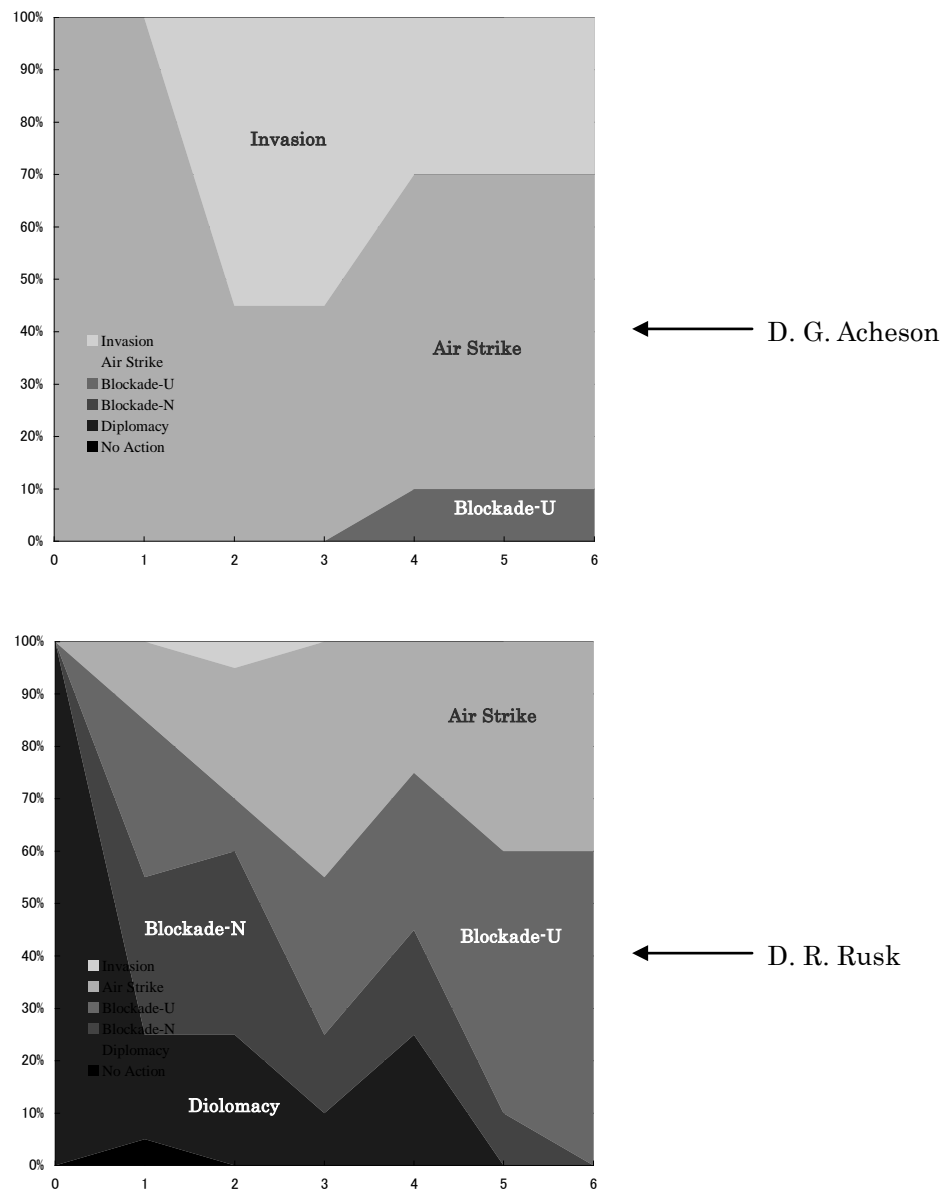 100%
90%
80%
70%
60%
50%
40%
30%
20%
10%
0%
Invasion
Air Strike
Blockade-U
Invasion
Air Strike
Blockade-U
Blockade-N
Diplomacy
No Action
0 1 2 3 4 5 6
D. G. Acheson
100%
90%
80%
70%
60%
50%
40%
30%
20%
10%
0%
Air Strike
Blockade-N
Blockade-U
Diolomacy
Invasion
Air Strike
Blockade-U
Blockade-N
Diplomacy
No Action
0 1 2 3 4 5 6
D. R. Rusk